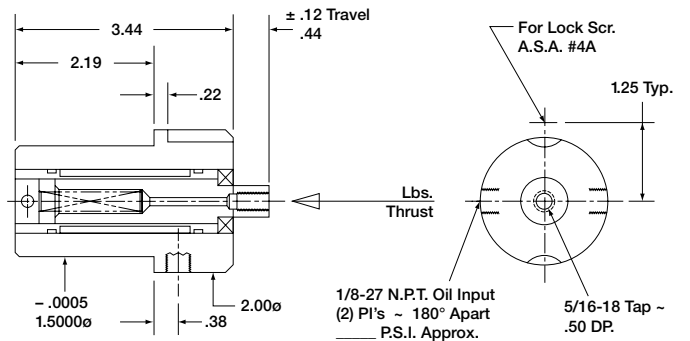 ± .12 Travel
3.44
.44
2.19
.22
For Lock Scr.
A.S.A. #4A
1.25 Typ.
Lbs.
Thrust
- .0005
1.5000ø
2.00ø
.38
1/8-27 N.P.T. Oil Input
(2) Pl's ~ 180° Apart
_____ P.S.I. Approx.
5/16-18 Tap ~
.50 DP.